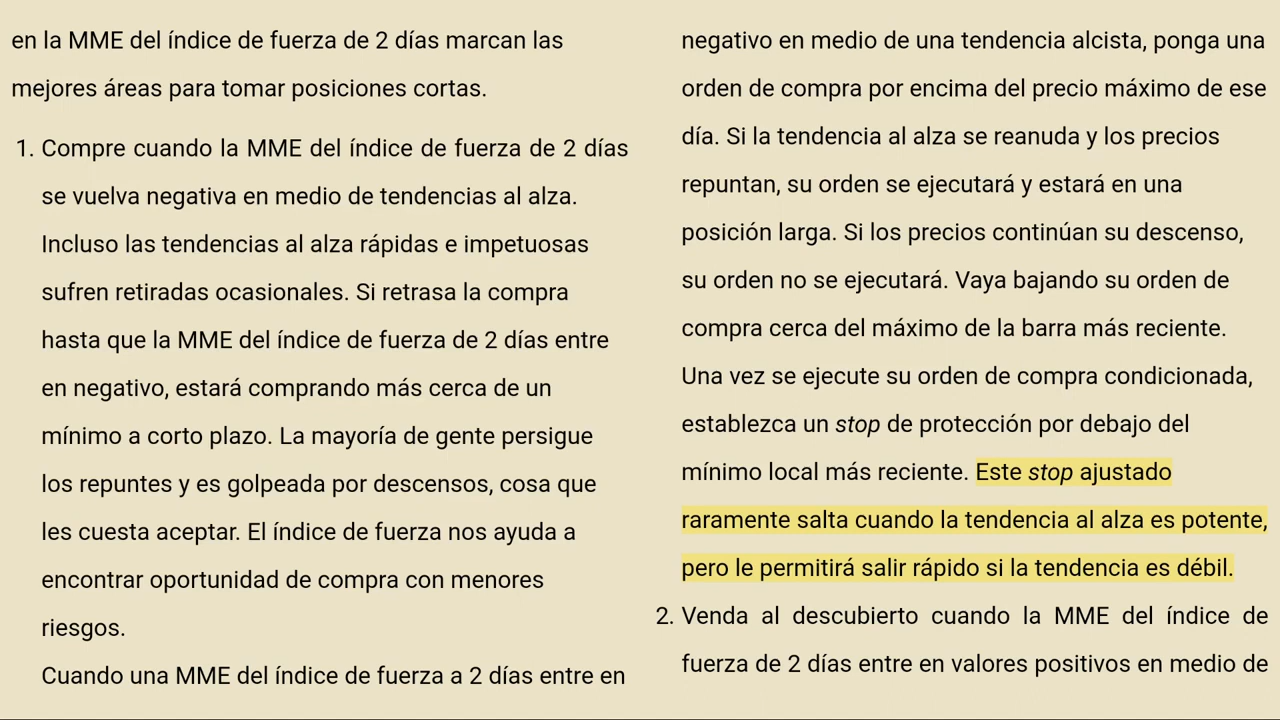 en la MME del índice de fuerza de 2 días marcan las
mejores áreas para tomar posiciones cortas.
1. Compre cuando la MME del índice de fuerza de 2 días
se vuelva negativa en medio de tendencias al alza.
Incluso las tendencias al alza rápidas e impetuosas
sufren retiradas ocasionales. Si retrasa la compra
hasta que la MME del índice de fuerza de 2 días entre
en negativo, estará comprando más cerca de un
mínimo a corto plazo. La mayoría de gente persigue
los repuntes y es golpeada por descensos, cosa que
les cuesta aceptar. El índice de fuerza nos ayuda a
encontrar oportunidad de compra con menores
riesgos.
Cuando una MME del índice de fuerza a 2 días entre en
negativo en medio de una tendencia alcista, ponga una
orden de compra por encima del precio máximo de ese
día. Si la tendencia al alza se reanuda y los precios
repuntan, su orden se ejecutará y estará en una
posición larga. Si los precios continúan su descenso,
su orden no se ejecutará. Vaya bajando su orden de
compra cerca del máximo de la barra más reciente.
Una vez se ejecute su orden de compra condicionada,
establezca un stop de protección por debajo del
mínimo local más reciente. Este stop ajustado
raramente salta cuando la tendencia al alza es potente,
pero le permitirá salir rápido si la tendencia es débil.
2. Venda al descubierto cuando la MME del índice de
fuerza de 2 días entre en valores positivos en medio de